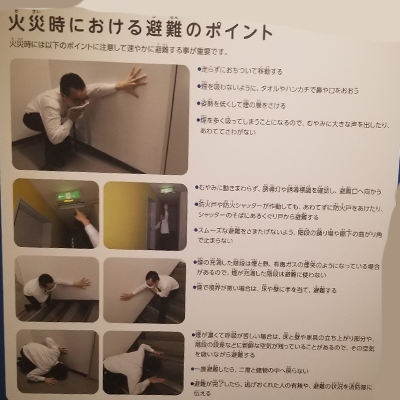 火災時における避難のポイント
火災時には以下のポイントに注意して速やかに避難する事が重要です。
●走らずにおちついて移動する
●煙を吸わないように、タオルやハンカチで鼻や口をおおう
●姿勢を低くして煙の層をさける
●煙を多く吸ってしまうことになるので、むやみに大きな声を出したり、
あわててさわがない
●むやみに動きまわらず、誘導灯や誘導標識を確認し、避難口へ向かう
●防火戸や防火シャッターが作動しても、あわてずに防火戸をあけたり、
シャッターのそばにあるくぐり戸から避難する
●スムーズな避難をさまたげないよう、階段の踊り場や廊下の曲がり角
で止まらない
●煙の充満した階段は煙と熱、有毒ガスの煙突のようになっている場合
があるので、煙が充満した階段は避難に使わない
●煙で視界が悪い場合は、床や壁に手を当て、避難する
●煙が濃くて呼吸が苦しい場合は、床と壁や家具の立ち上がり部分や、
階段の段差などに新鮮な空気が残っていることがあるので、その空気
を吸いながら避難する
●一度避難したら、二度と建物の中へ戻らない
●避難が完了したら、逃げおくれた人の有無や、避難の状況を消防隊に
伝える